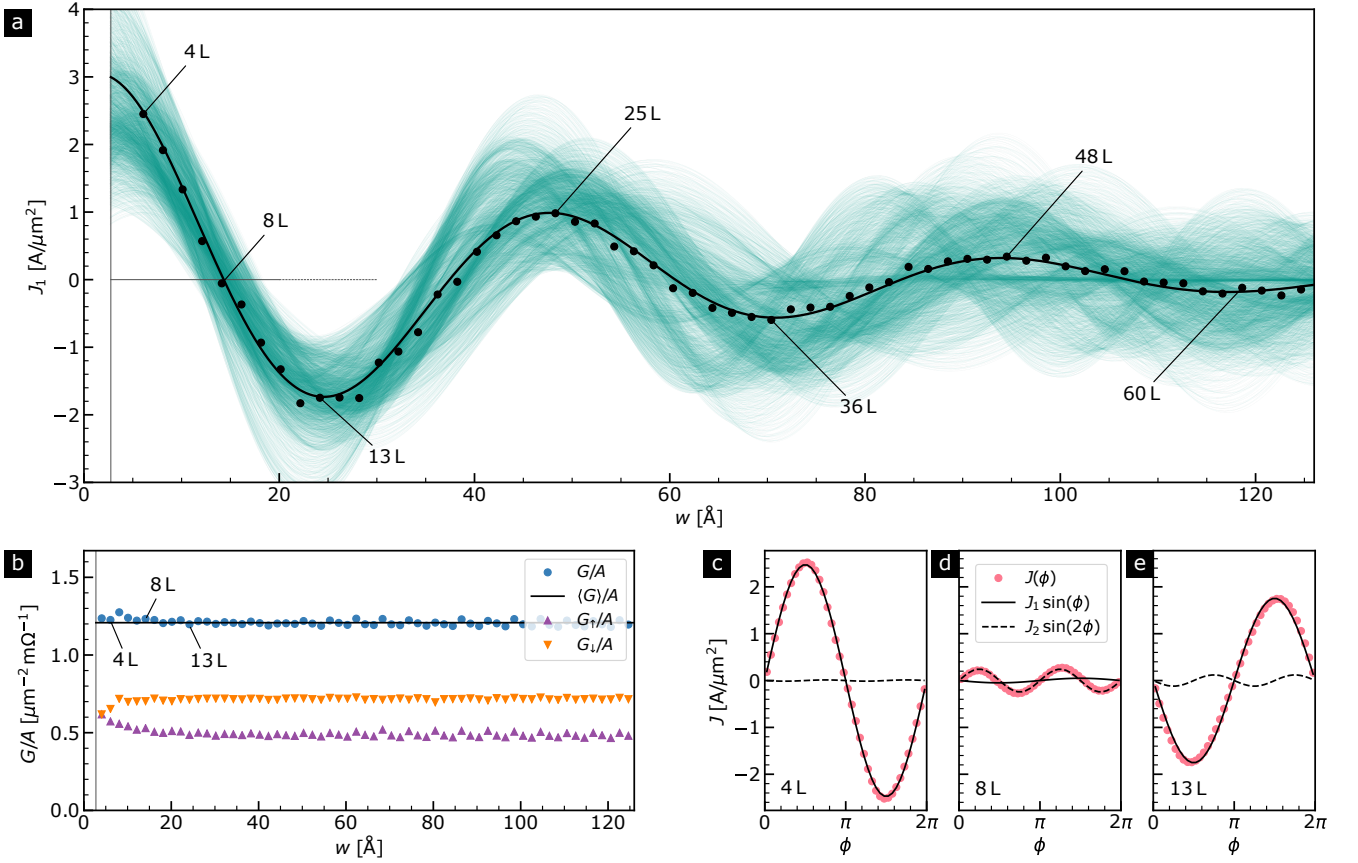 a
4 L
8 L
25 L
48 L
13 L
36 L
60 L
J₁ [A/μm²]
4
3
2
1
0
−1
−2
−3
0
20
40
60
80
100
120
w [Å]
b
G/A [μm⁻² mΩ⁻¹]
1.5
1.0
0.5
0.0
8 L
4 L
13 L
G/A
⟨G⟩/A
G↑/A
G↓/A
0
20
40
60
80
100
120
w [Å]
c
J [A/μm²]
2
1
0
−1
−2
4 L
0
π
2π
ϕ
d
J(ϕ)
J₁ sin(ϕ)
J₂ sin(2ϕ)
8 L
0
π
2π
ϕ
e
13 L
0
π
2π
ϕ